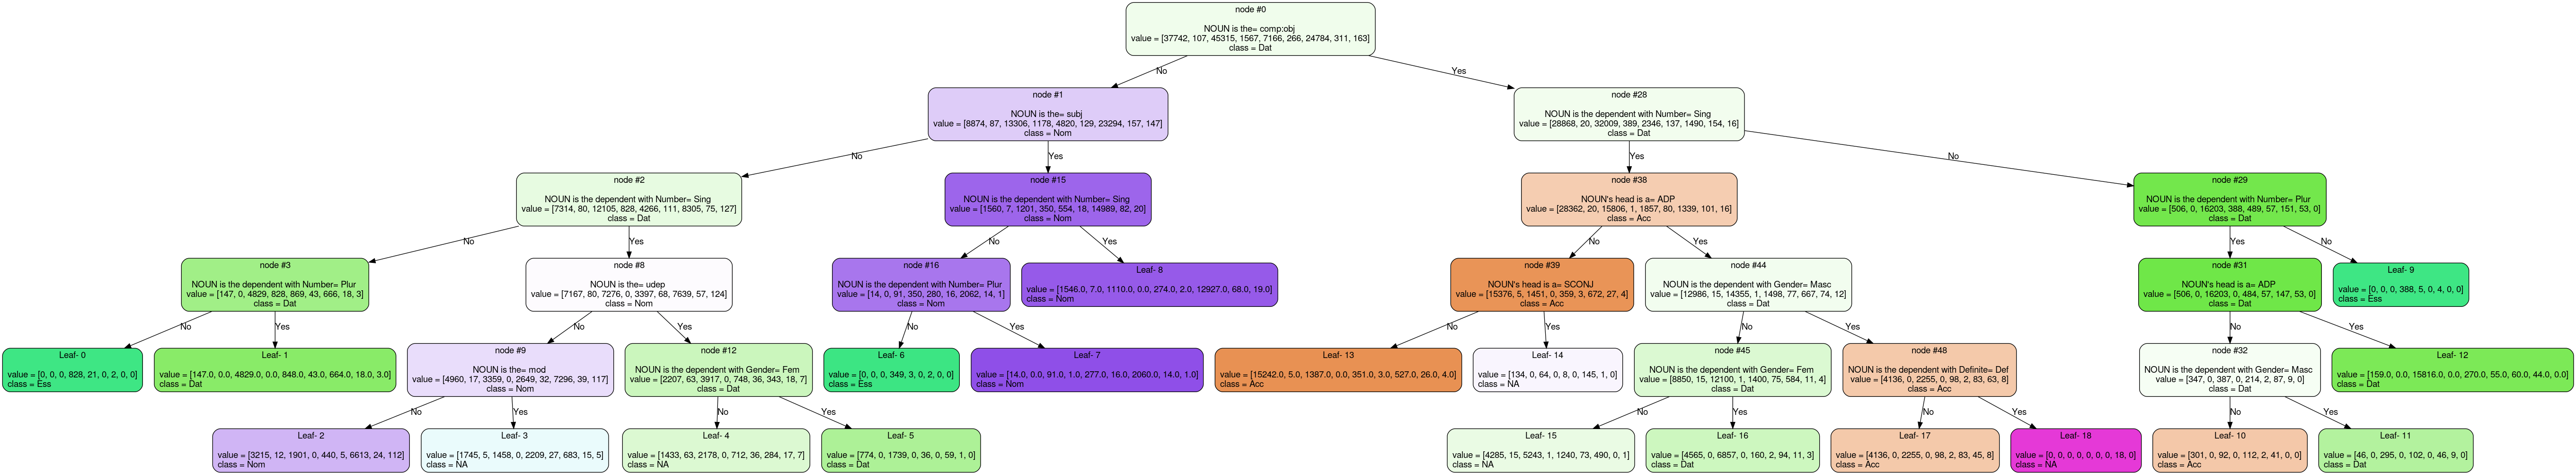 node #0
NOUN is the= comp:obj
value = [37742, 107, 45315, 1567, 7166, 266, 24784, 311, 163]
class = Dat
No
Yes
node #1
NOUN is the= subj
value = [8874, 87, 13306, 1178, 4820, 129, 23294, 157, 147]
class = Nom
node #28
NOUN is the dependent with Number= Sing
value = [28868, 20, 32009, 389, 2346, 137, 1490, 154, 16]
class = Dat
No
Yes
Yes
No
node #2
NOUN is the dependent with Number= Sing
value = [7314, 80, 12105, 828, 4266, 111, 8305, 75, 127]
class = Dat
node #15
NOUN is the dependent with Number= Sing
value = [1560, 7, 1201, 350, 554, 18, 14989, 82, 20]
class = Nom
node #38
NOUN's head is a= ADP
value = [28362, 20, 15806, 1, 1857, 80, 1339, 101, 16]
class = Acc
node #29
NOUN is the dependent with Number= Plur
value = [506, 0, 16203, 388, 489, 57, 151, 53, 0]
class = Dat
No
Yes
No
Yes
No
Yes
Yes
No
node #3
NOUN is the dependent with Number= Plur
value = [147, 0, 4829, 828, 869, 43, 666, 18, 3]
class = Dat
node #8
NOUN is the= udep
value = [7167, 80, 7276, 0, 3397, 68, 7639, 57, 124]
class = Nom
node #16
NOUN is the dependent with Number= Plur
value = [14, 0, 91, 350, 280, 16, 2062, 14, 1]
class = Nom
Leaf- 8
value = [1546.0, 7.0, 1110.0, 0.0, 274.0, 2.0, 12927.0, 68.0, 19.0]
class = Nom
node #39
NOUN's head is a= SCONJ
value = [15376, 5, 1451, 0, 359, 3, 672, 27, 4]
class = Acc
node #44
NOUN is the dependent with Gender= Masc
value = [12986, 15, 14355, 1, 1498, 77, 667, 74, 12]
class = Dat
node #31
NOUN's head is a= ADP
value = [506, 0, 16203, 0, 484, 57, 147, 53, 0]
class = Dat
Leaf- 9
value = [0, 0, 0, 388, 5, 0, 4, 0, 0]
class = Ess
No
Yes
No
Yes
No
Yes
No
Yes
No
Yes
No
Yes
Leaf- 0
value = [0, 0, 0, 828, 21, 0, 2, 0, 0]
class = Ess
Leaf- 1
value = [147.0, 0.0, 4829.0, 0.0, 848.0, 43.0, 664.0, 18.0, 3.0]
class = Dat
node #9
NOUN is the= mod
value = [4960, 17, 3359, 0, 2649, 32, 7296, 39, 117]
class = Nom
node #12
NOUN is the dependent with Gender= Fem
value = [2207, 63, 3917, 0, 748, 36, 343, 18, 7]
class = Dat
Leaf- 6
value = [0, 0, 0, 349, 3, 0, 2, 0, 0]
class = Ess
Leaf- 7
value = [14.0, 0.0, 91.0, 1.0, 277.0, 16.0, 2060.0, 14.0, 1.0]
class = Nom
Leaf- 13
value = [15242.0, 5.0, 1387.0, 0.0, 351.0, 3.0, 527.0, 26.0, 4.0]
class = Acc
Leaf- 14
value = [134, 0, 64, 0, 8, 0, 145, 1, 0]
class = NA
node #45
NOUN is the dependent with Gender= Fem
value = [8850, 15, 12100, 1, 1400, 75, 584, 11, 4]
class = Dat
node #48
NOUN is the dependent with Definite= Def
value = [4136, 0, 2255, 0, 98, 2, 83, 63, 8]
class = Acc
node #32
NOUN is the dependent with Gender= Masc
value = [347, 0, 387, 0, 214, 2, 87, 9, 0]
class = Dat
Leaf- 12
value = [159.0, 0.0, 15816.0, 0.0, 270.0, 55.0, 60.0, 44.0, 0.0]
class = Dat
No
Yes
No
Yes
No
Yes
No
Yes
No
Yes
Leaf- 2
value = [3215, 12, 1901, 0, 440, 5, 6613, 24, 112]
class = Nom
Leaf- 3
value = [1745, 5, 1458, 0, 2209, 27, 683, 15, 5]
class = NA
Leaf- 4
value = [1433, 63, 2178, 0, 712, 36, 284, 17, 7]
class = NA
Leaf- 5
value = [774, 0, 1739, 0, 36, 0, 59, 1, 0]
class = Dat
Leaf- 15
value = [4285, 15, 5243, 1, 1240, 73, 490, 0, 1]
class = NA
Leaf- 16
value = [4565, 0, 6857, 0, 160, 2, 94, 11, 3]
class = Dat
Leaf- 17
value = [4136, 0, 2255, 0, 98, 2, 83, 45, 8]
class = Acc
Leaf- 18
value = [0, 0, 0, 0, 0, 0, 0, 18, 0]
class = NA
Leaf- 10
value = [301, 0, 92, 0, 112, 2, 41, 0, 0]
class = Acc
Leaf- 11
value = [46, 0, 295, 0, 102, 0, 46, 9, 0]
class = Dat